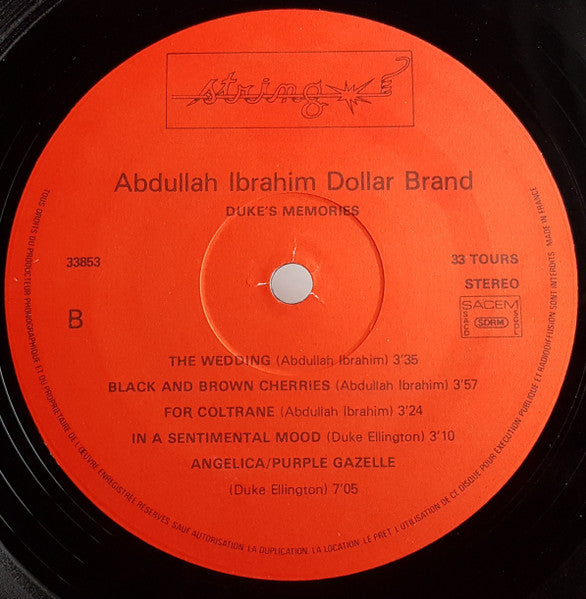 string
Abdullah Ibrahim Dollar Brand
DUKE'S MEMORIES
33853
33 TOURS
STEREO
B
SACEM
SACD
SDRM
SGDL
THE WEDDING (Abdullah Ibrahim) 3'35
BLACK AND BROWN CHERRIES (Abdullah Ibrahim) 3'57
FOR COLTRANE (Abdullah Ibrahim) 3'24
IN A SENTIMENTAL MOOD (Duke Ellington) 3'10
ANGELICA/PURPLE GAZELLE
(Duke Ellington) 7'05
TOUS DROITS DU PRODUCTEUR PHONOGRAPHIQUE ET DU PROPRIETAIRE DE L'ŒUVRE ENREGISTREE RESERVES. SAUF AUTORISATION, LA DUPLICATION, LA LOCATION, LE PRET, L'UTILISATION DE CE DISQUE POUR EXECUTION PUBLIQUE ET RADIODIFFUSION SONT INTERDITS. MADE IN FRANCE